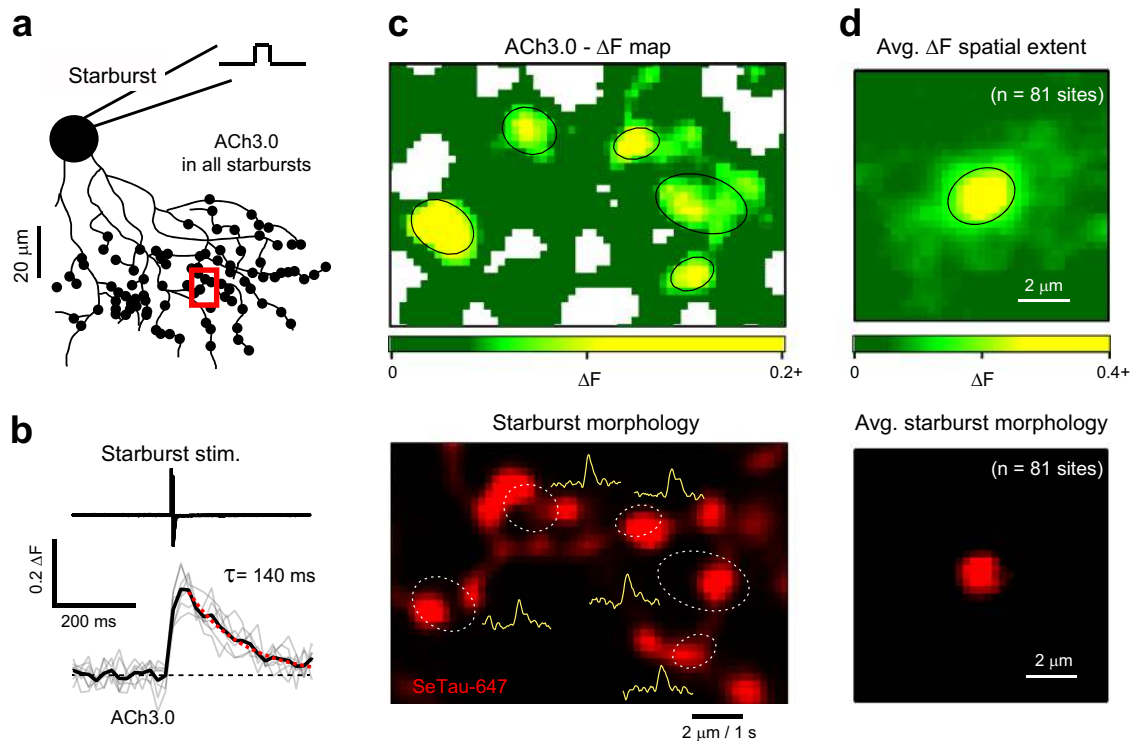 a
Starburst
ACh3.0
in all starbursts
20 μm
b
Starburst stim.
0.2 ΔF
200 ms
τ= 140 ms
ACh3.0
c
ACh3.0 - ΔF map
0
0.2+
ΔF
Starburst morphology
SeTau-647
2 μm / 1 s
d
Avg. ΔF spatial extent
(n = 81 sites)
2 μm
0
0.4+
ΔF
Avg. starburst morphology
(n = 81 sites)
2 μm